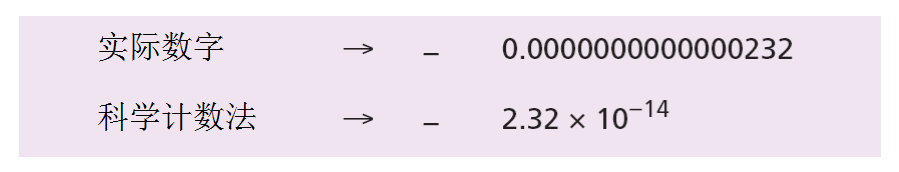 实际数字 → – 0.0000000000000232
科学计数法 → – 2.32 × 10⁻¹⁴